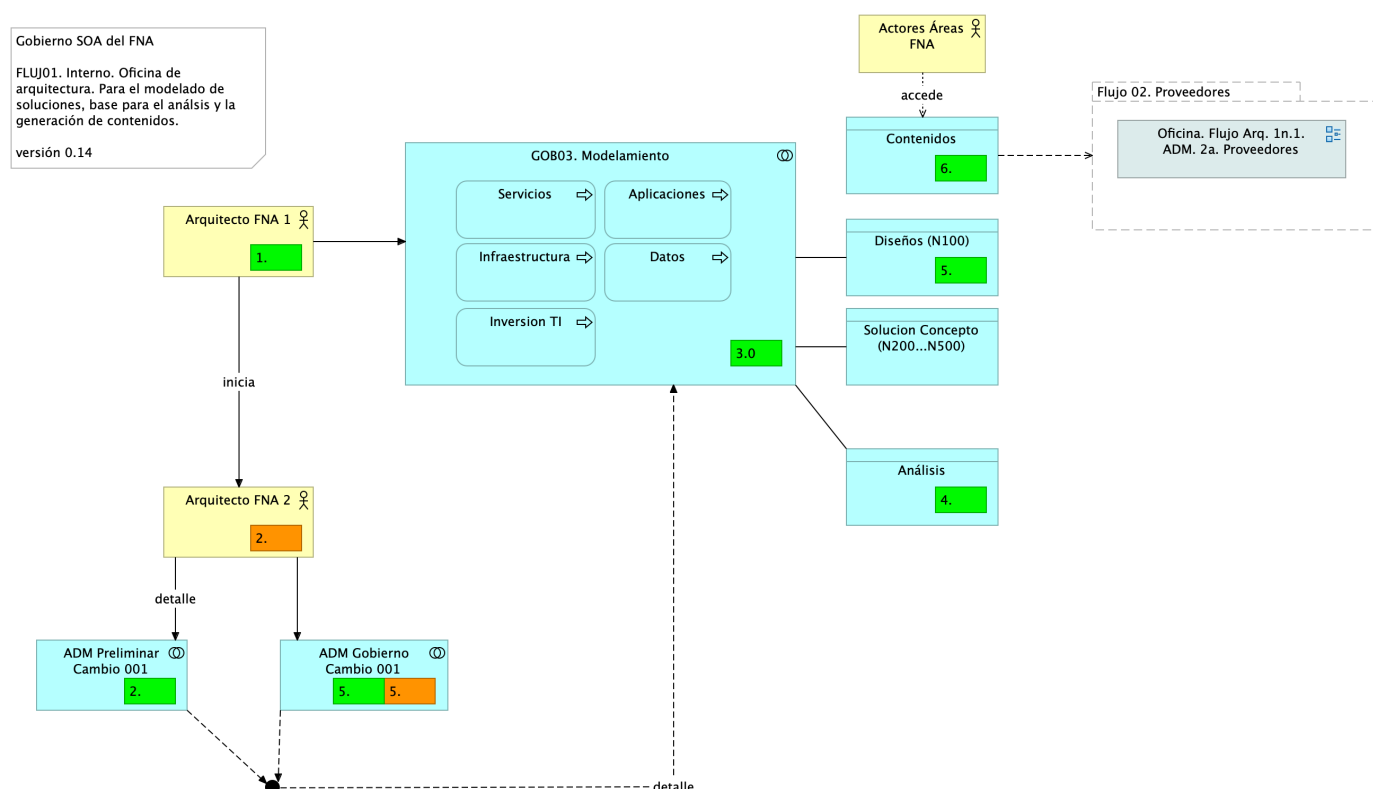 Gobierno SOA del FNA
FLUJ01. Interno. Oficina de
arquitectura. Para el modelado de
soluciones, base para el análsis y la
generación de contenidos.
versión 0.14
Actores Áreas
FNA
accede
Contenidos
6.
Flujo 02. Proveedores
Oficina. Flujo Arq. 1n.1.
ADM. 2a. Proveedores
GOB03. Modelamiento
Servicios
Aplicaciones
Infraestructura
Datos
Inversion TI
3.0
Arquitecto FNA 1
1.
Diseños (N100)
5.
Solucion Concepto
(N200...N500)
Análisis
4.
inicia
Arquitecto FNA 2
2.
detalle
ADM Preliminar
Cambio 001
2.
ADM Gobierno
Cambio 001
5.
5.
detalle